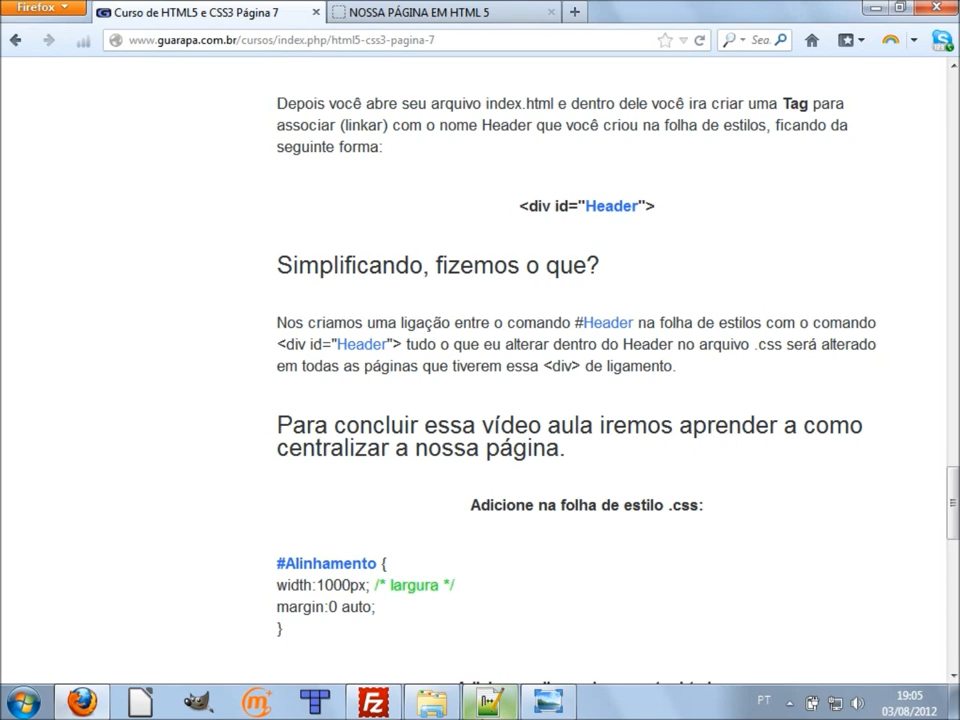 Firefox
Curso de HTML5 e CSS3 Página 7
NOSSA PÁGINA EM HTML 5
www.guarapa.com.br/cursos/index.php/html5-css3-pagina-7
Sea
Depois você abre seu arquivo index.html e dentro dele você ira criar uma Tag para
associar (linkar) com o nome Header que você criou na folha de estilos, ficando da
seguinte forma:
<div id="Header">
Simplificando, fizemos o que?
Nos criamos uma ligação entre o comando #Header na folha de estilos com o comando
<div id="Header"> tudo o que eu alterar dentro do Header no arquivo .css será alterado
em todas as páginas que tiverem essa <div> de ligamento.
Para concluir essa vídeo aula iremos aprender a como
centralizar a nossa página.
Adicione na folha de estilo .css:
#Alinhamento {
width:1000px; /* largura */
margin:0 auto;
}
PT
19:05
03/08/2012